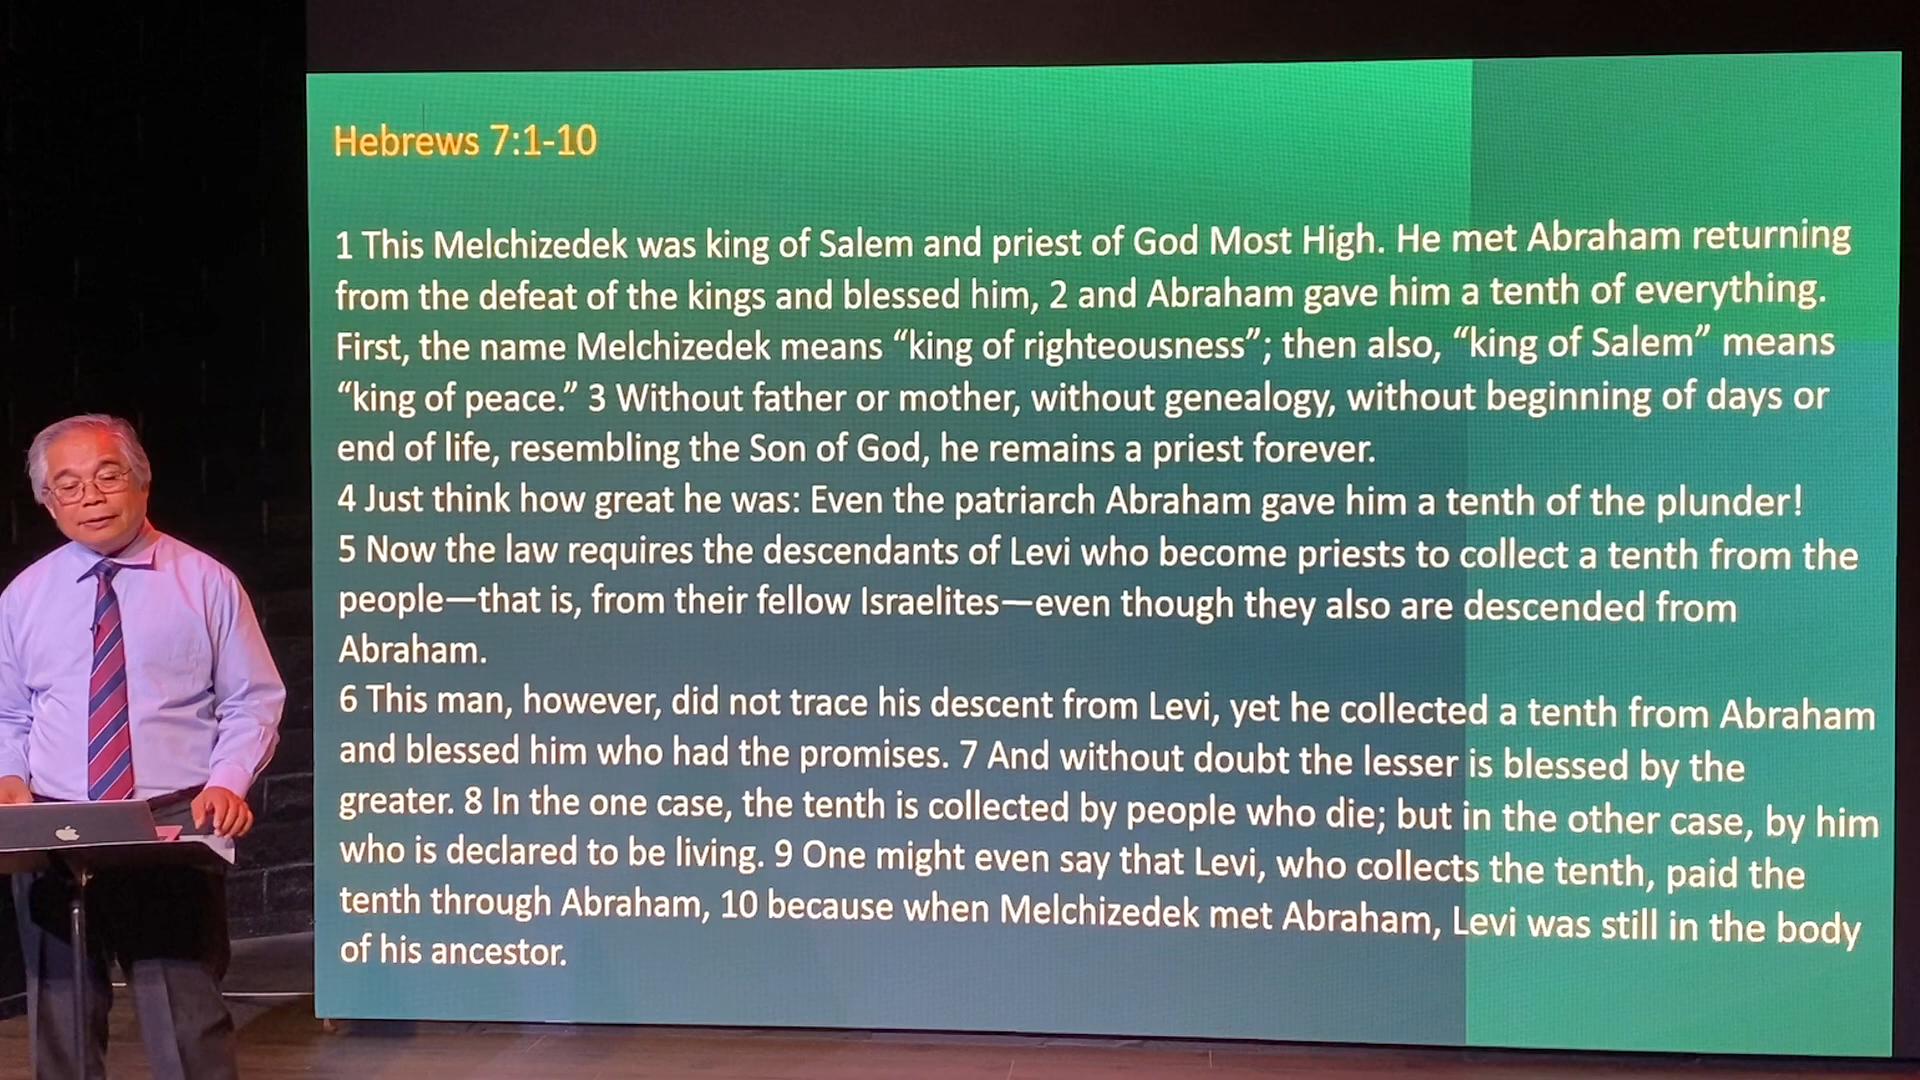 Hebrews 7:1-10
1 This Melchizedek was king of Salem and priest of God Most High. He met Abraham returning
from the defeat of the kings and blessed him, 2 and Abraham gave him a tenth of everything.
First, the name Melchizedek means “king of righteousness”; then also, “king of Salem” means
“king of peace.” 3 Without father or mother, without genealogy, without beginning of days or
end of life, resembling the Son of God, he remains a priest forever.
4 Just think how great he was: Even the patriarch Abraham gave him a tenth of the plunder!
5 Now the law requires the descendants of Levi who become priests to collect a tenth from the
people—that is, from their fellow Israelites—even though they also are descended from
Abraham.
6 This man, however, did not trace his descent from Levi, yet he collected a tenth from Abraham
and blessed him who had the promises. 7 And without doubt the lesser is blessed by the
greater. 8 In the one case, the tenth is collected by people who die; but in the other case, by him
who is declared to be living. 9 One might even say that Levi, who collects the tenth, paid the
tenth through Abraham, 10 because when Melchizedek met Abraham, Levi was still in the body
of his ancestor.